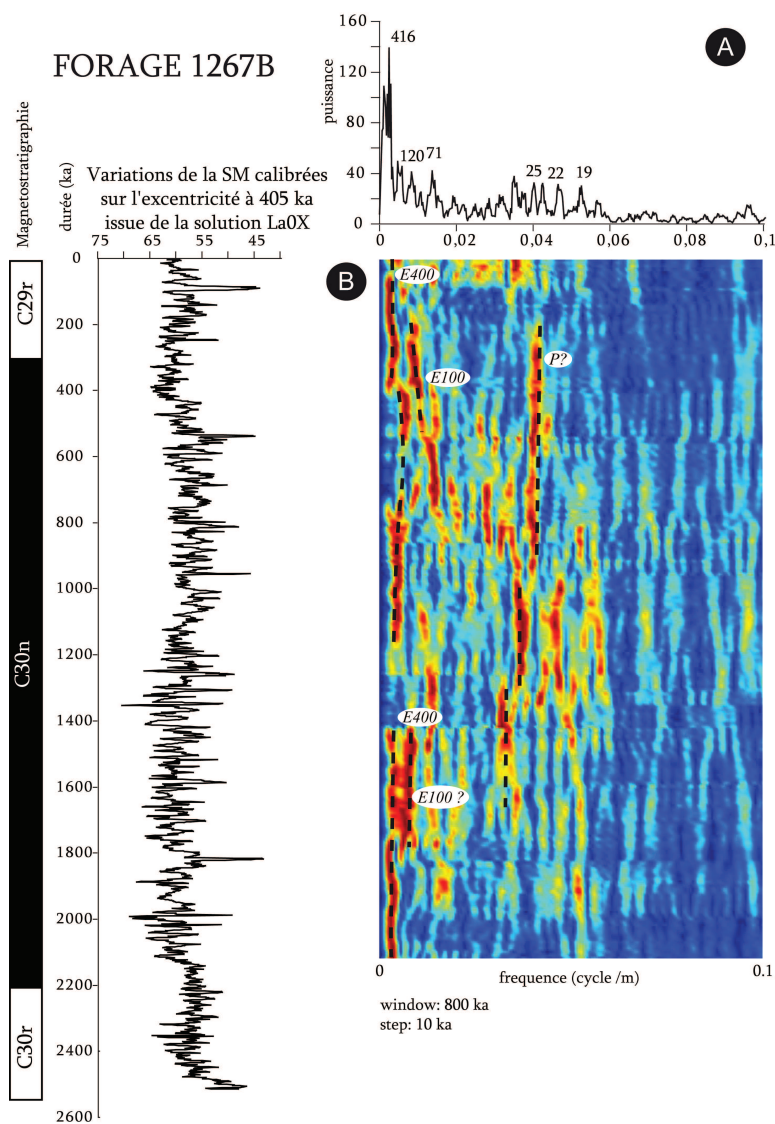 FORAGE 1267B
A
puissance
160
120
80
40
0
416
120
71
25
22
19
0
0,02
0,04
0,06
0,08
0,1
Magnetostratigraphie
durée (ka)
Variations de la SM calibrées
sur l'excentricité à 405 ka
issue de la solution La0X
75
65
55
45
0
200
400
600
800
1000
1200
1400
1600
1800
2000
2200
2400
2600
C29r
C30n
C30r
B
E400
E100
P?
E400
E100 ?
0
frequence (cycle /m)
0.1
window: 800 ka
step: 10 ka